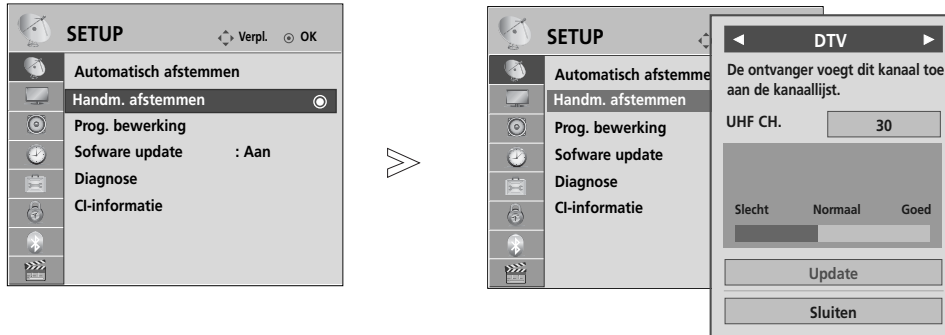 SETUP
Verpl. OK
Automatisch afstemmen
Handm. afstemmen
Prog. bewerking
Sofware update : Aan
Diagnose
CI-informatie
SETUP
Automatisch afstemme
Handm. afstemmen
Prog. bewerking
Sofware update
Diagnose
CI-informatie
DTV
De ontvanger voegt dit kanaal toe
aan de kanaallijst.
UHF CH. 30
Slecht Normaal Goed
Update
Sluiten